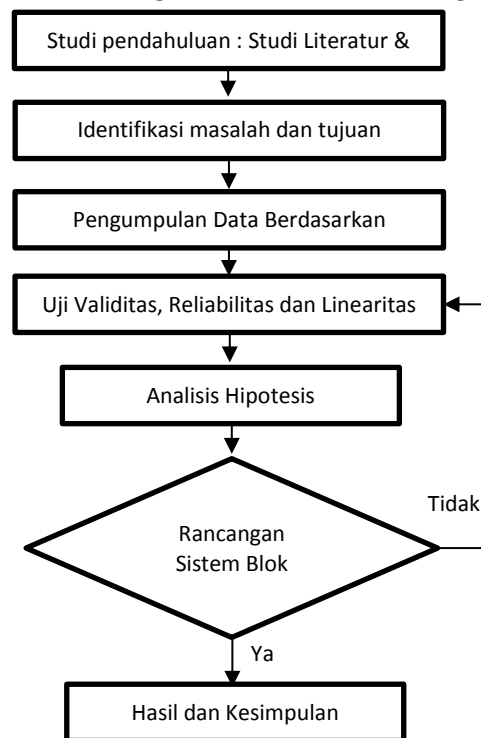 Studi pendahuluan : Studi Literatur &
Identifikasi masalah dan tujuan
Pengumpulan Data Berdasarkan
Uji Validitas, Reliabilitas dan Linearitas
Analisis Hipotesis
Tidak
Rancangan
Sistem Blok
Ya
Hasil dan Kesimpulan